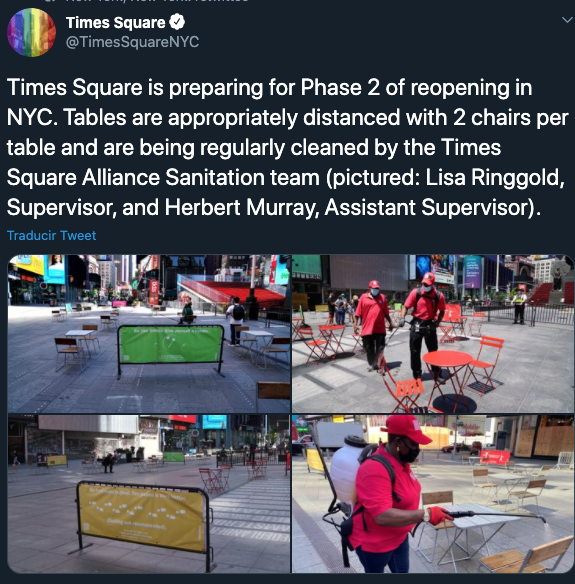 Times Square
@TimesSquareNYC
Times Square is preparing for Phase 2 of reopening in
NYC. Tables are appropriately distanced with 2 chairs per
table and are being regularly cleaned by the Times
Square Alliance Sanitation team (pictured: Lisa Ringgold,
Supervisor, and Herbert Murray, Assistant Supervisor).
Traducir Tweet